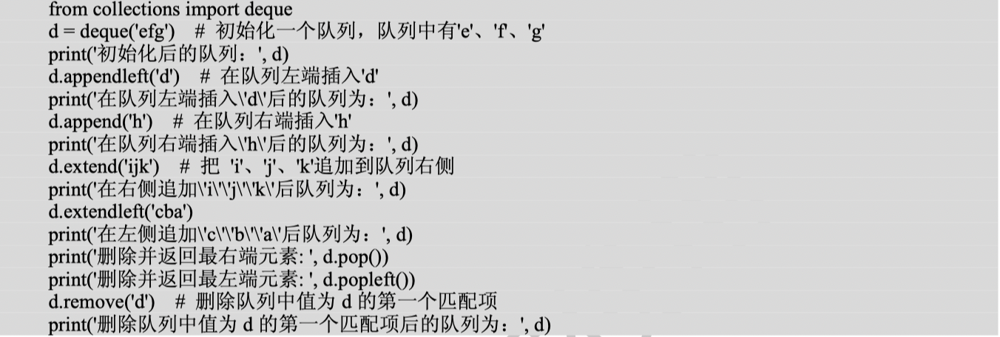 from collections import deque
d = deque('efg') # 初始化一个队列，队列中有'e'、'f'、'g'
print('初始化后的队列：', d)
d.appendleft('d') # 在队列左端插入'd'
print('在队列左端插入\'d\'后的队列为：', d)
d.append('h') # 在队列右端插入'h'
print('在队列右端插入\'h\'后的队列为：', d)
d.extend('ijk') # 把 'i'、'j'、'k'追加到队列右侧
print('在右侧追加\'i\'\'j\'\'k\'后队列为：', d)
d.extendleft('cba')
print('在左侧追加\'c\'\'b\'\'a\'后队列为：', d)
print('删除并返回最右端元素: ', d.pop())
print('删除并返回最左端元素: ', d.popleft())
d.remove('d') # 删除队列中值为 d 的第一个匹配项
print('删除队列中值为 d 的第一个匹配项后的队列为：', d)